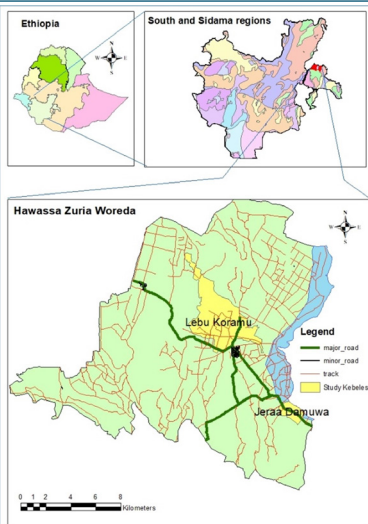 Ethiopia
South and Sidama regions
N
W E
S
N
W E
S
Hawassa Zuria Woreda
N
W E
S
Lebu Koramu
Legend
major_road
minor_road
track
Study Kebeles
Jeraa Damuwa
0 1 2 4 6 8
Kilometers